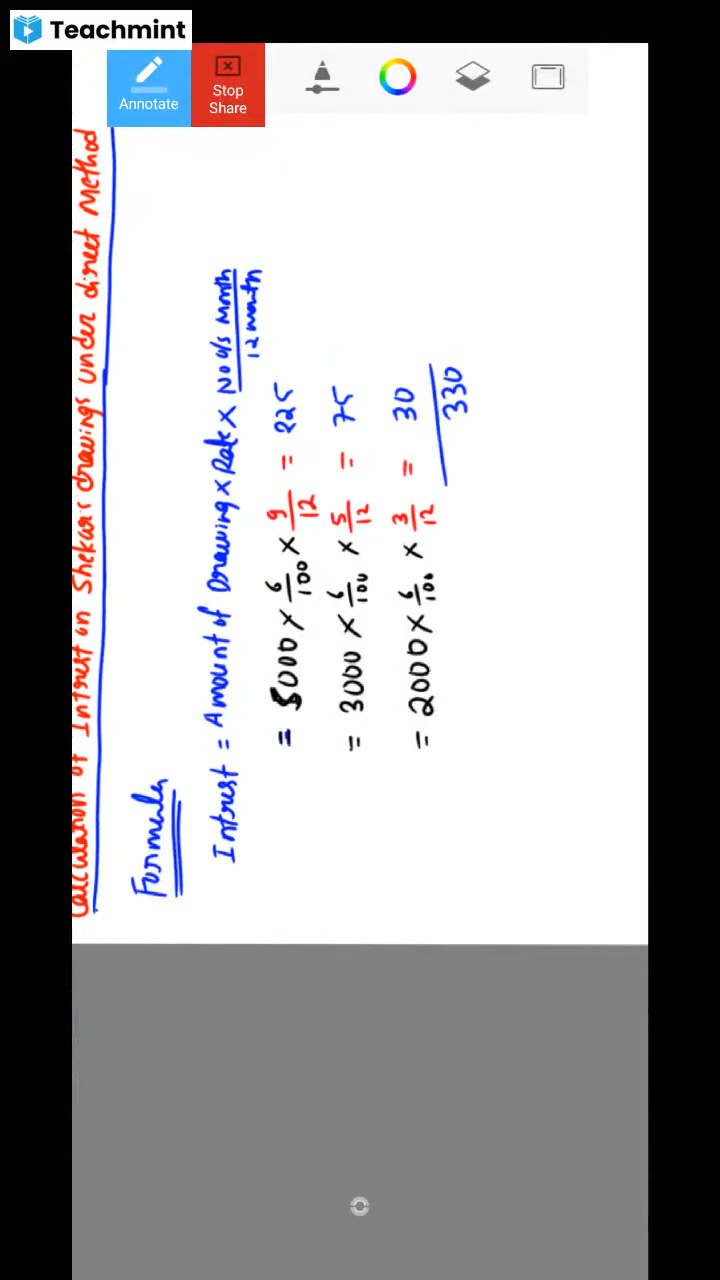 Teachmint
Annotate
Stop
Share
Calculation of Intrest on Shekar's drawings under direct Method
Formula
Intrest = Amount of Drawing × Rate × No o/s Month / 12 month
= 5000 × 6/100 × 9/12 = 225
= 3000 × 6/100 × 5/12 = 75
= 2000 × 6/100 × 3/12 = 30
330